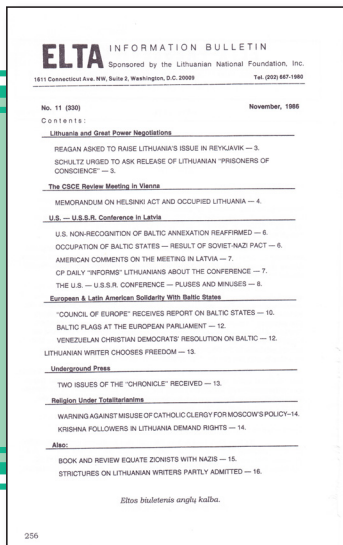 ELTA INFORMATION BULLETIN
Sponsored by the Lithuanian National Foundation, Inc.
1611 Connecticut Ave. NW, Suite 2, Washington, D.C. 20009 Tel. (202) 667-1960
No. 11 (330) November, 1986
Contents:
Lithuania and Great Power Negotiations
REAGAN ASKED TO RAISE LITHUANIA'S ISSUE IN REYKJAVIK — 3.
SCHULTZ URGED TO ASK RELEASE OF LITHUANIAN "PRISONERS OF
CONSCIENCE" — 3.
The CSCE Review Meeting in Vienna
MEMORANDUM ON HELSINKI ACT AND OCCUPIED LITHUANIA — 4.
U.S. — U.S.S.R. Conference in Latvia
U.S. NON-RECOGNITION OF BALTIC ANNEXATION REAFFIRMED — 6.
OCCUPATION OF BALTIC STATES — RESULT OF SOVIET-NAZI PACT — 6.
AMERICAN COMMENTS ON THE MEETING IN LATVIA — 7.
CP DAILY "INFORMS" LITHUANIANS ABOUT THE CONFERENCE — 7.
THE U.S. — U.S.S.R. CONFERENCE — PLUSES AND MINUSES — 8.
European & Latin American Solidarity With Baltic States
"COUNCIL OF EUROPE" RECEIVES REPORT ON BALTIC STATES — 10.
BALTIC FLAGS AT THE EUROPEAN PARLIAMENT — 12.
VENEZUELAN CHRISTIAN DEMOCRATS' RESOLUTION ON BALTIC — 12.
LITHUANIAN WRITER CHOOSES FREEDOM — 13.
Underground Press
TWO ISSUES OF THE "CHRONICLE" RECEIVED — 13.
Religion Under Totalitarianims
WARNING AGAINST MISUSE OF CATHOLIC CLERGY FOR MOSCOW'S POLICY–14.
KRISHNA FOLLOWERS IN LITHUANIA DEMAND RIGHTS — 14.
Also:
BOOK AND REVIEW EQUATE ZIONISTS WITH NAZIS — 15.
STRICTURES ON LITHUANIAN WRITERS PARTLY ADMITTED — 16.
Eltos biuletenis anglų kalba.
256